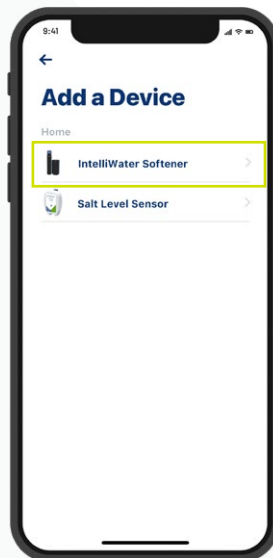 9:41
Add a Device
Home
IntelliWater Softener
Salt Level Sensor